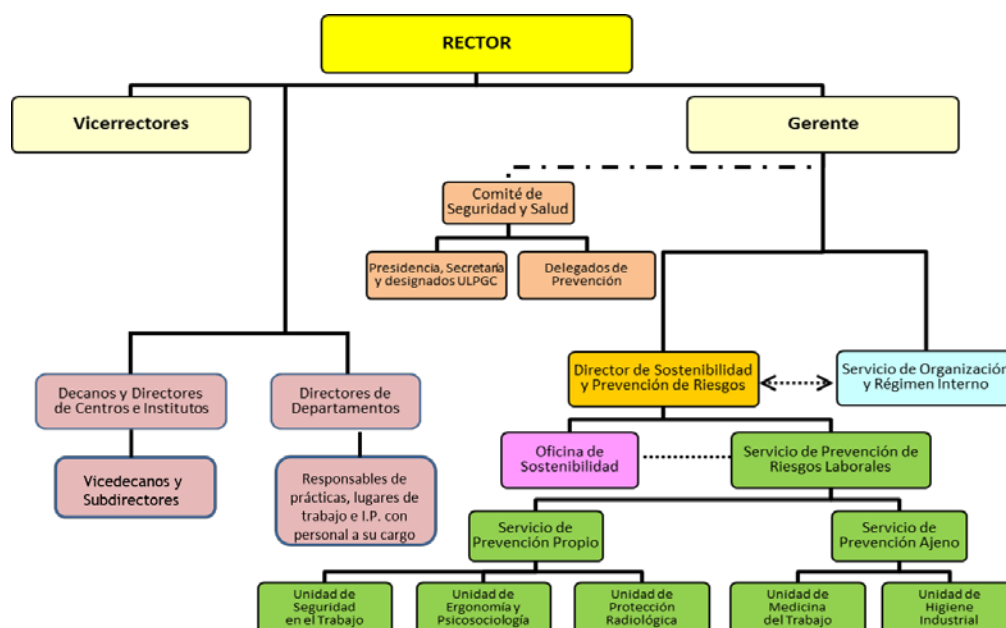 RECTOR
Vicerrectores
Gerente
Comité de
Seguridad y Salud
Presidencia, Secretaría
y designados ULPGC
Delegados de
Prevención
Director de Sostenibilidad
y Prevención de Riesgos
Servicio de Organización
y Régimen Interno
Decanos y Directores
de Centros e Institutos
Directores de
Departamentos
Oficina de
Sostenibilidad
Servicio de Prevención de
Riesgos Laborales
Vicedecanos y
Subdirectores
Responsables de
prácticas, lugares de
trabajo e I.P. con
personal a su cargo
Servicio de
Prevención Propio
Servicio de
Prevención Ajeno
Unidad de
Seguridad
en el Trabajo
Unidad de
Ergonomía y
Psicosociología
Unidad de
Protección
Radiológica
Unidad de
Medicina
del Trabajo
Unidad de
Higiene
Industrial